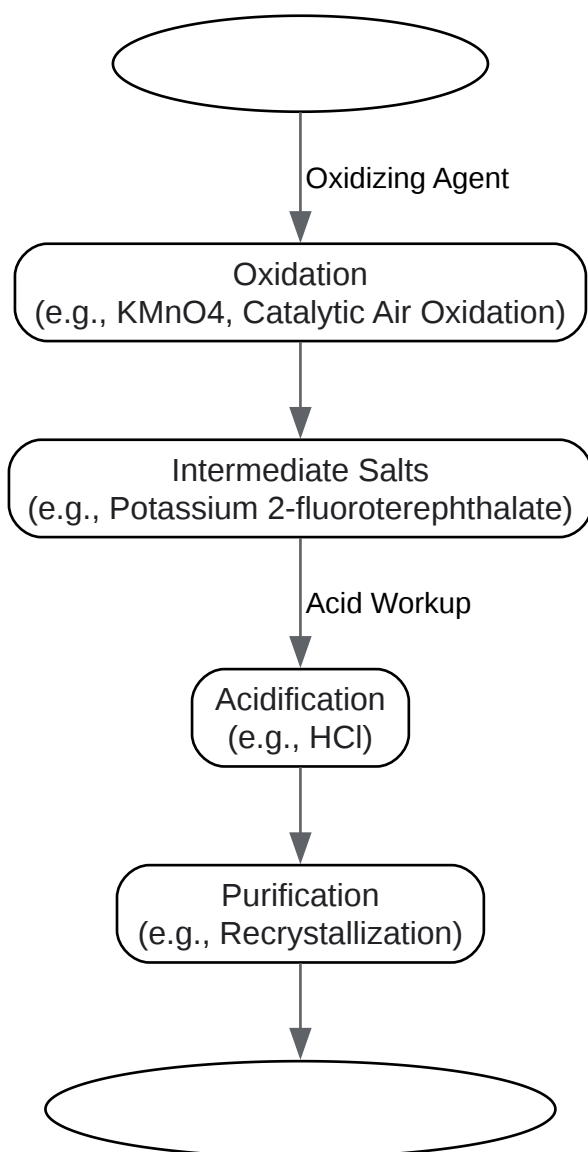 Oxidizing Agent
Oxidation
(e.g., KMnO4, Catalytic Air Oxidation)
Intermediate Salts
(e.g., Potassium 2-fluoroterephthalate)
Acid Workup
Acidification
(e.g., HCl)
Purification
(e.g., Recrystallization)